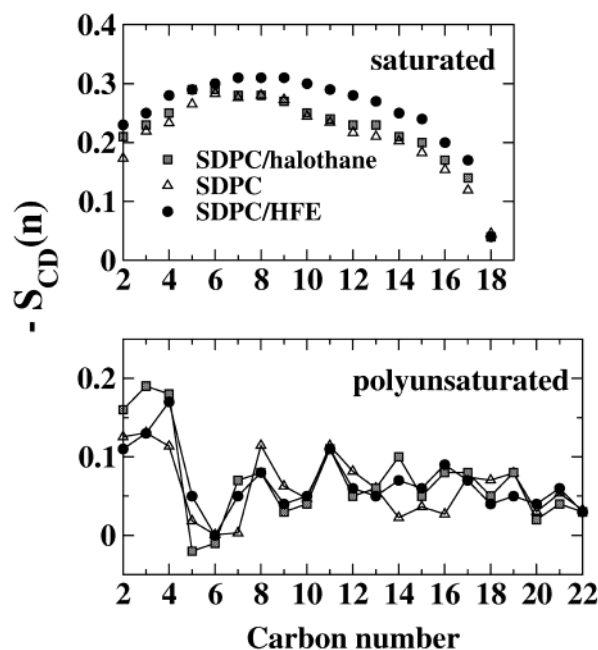 0.4
saturated
0.3
0.2
SDPC/halothane
SDPC
0.1
SDPC/HFE
0
2 4 6 8 10 12 14 16 18
- S_CD(n)
polyunsaturated
0.2
0.1
0
2 4 6 8 10 12 14 16 18 20 22
Carbon number